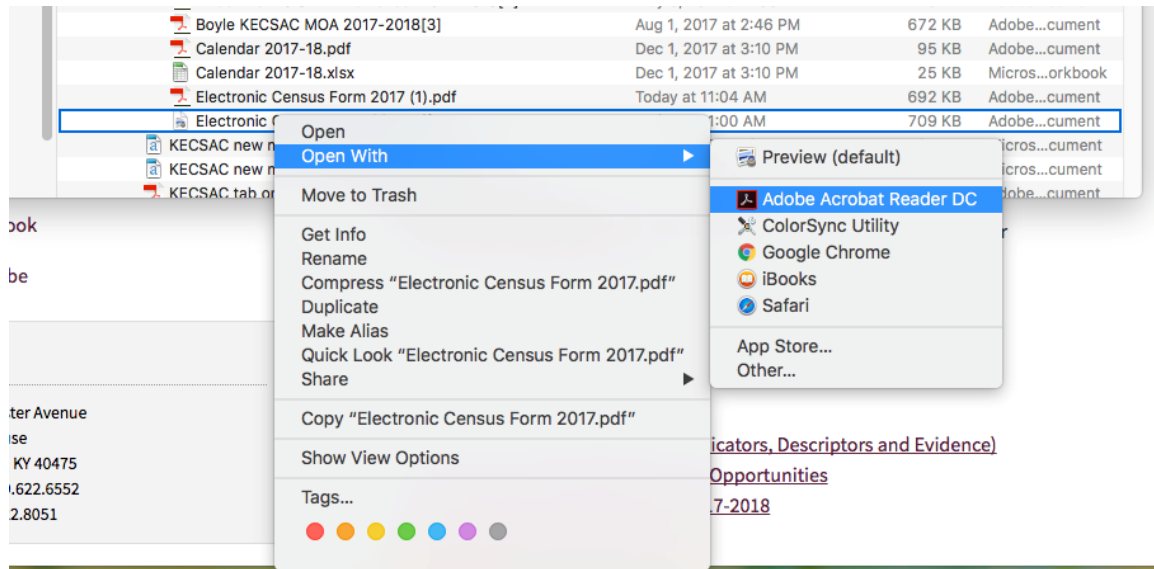 Boyle KECSAC MOA 2017-2018[3] Aug 1, 2017 at 2:46 PM 672 KB Adobe...cument
Calendar 2017-18.pdf Dec 1, 2017 at 3:10 PM 95 KB Adobe...cument
Calendar 2017-18.xlsx Dec 1, 2017 at 3:10 PM 25 KB Micros...orkbook
Electronic Census Form 2017 (1).pdf Today at 11:04 AM 692 KB Adobe...cument
Electronic 1:00 AM 709 KB Adobe...cument
KECSAC new icros...cument
KECSAC new icros...cument
KECSAC tab dobe...cument
Open
Open With
Move to Trash
Get Info
Rename
Compress “Electronic Census Form 2017.pdf”
Duplicate
Make Alias
Quick Look “Electronic Census Form 2017.pdf”
Share
Copy “Electronic Census Form 2017.pdf”
Show View Options
Tags...
Preview (default)
Adobe Acrobat Reader DC
ColorSync Utility
Google Chrome
iBooks
Safari
App Store...
Other...
ook
be
ter Avenue
use
KY 40475
.622.6552
2.8051
icators, Descriptors and Evidence)
Opportunities
7-2018